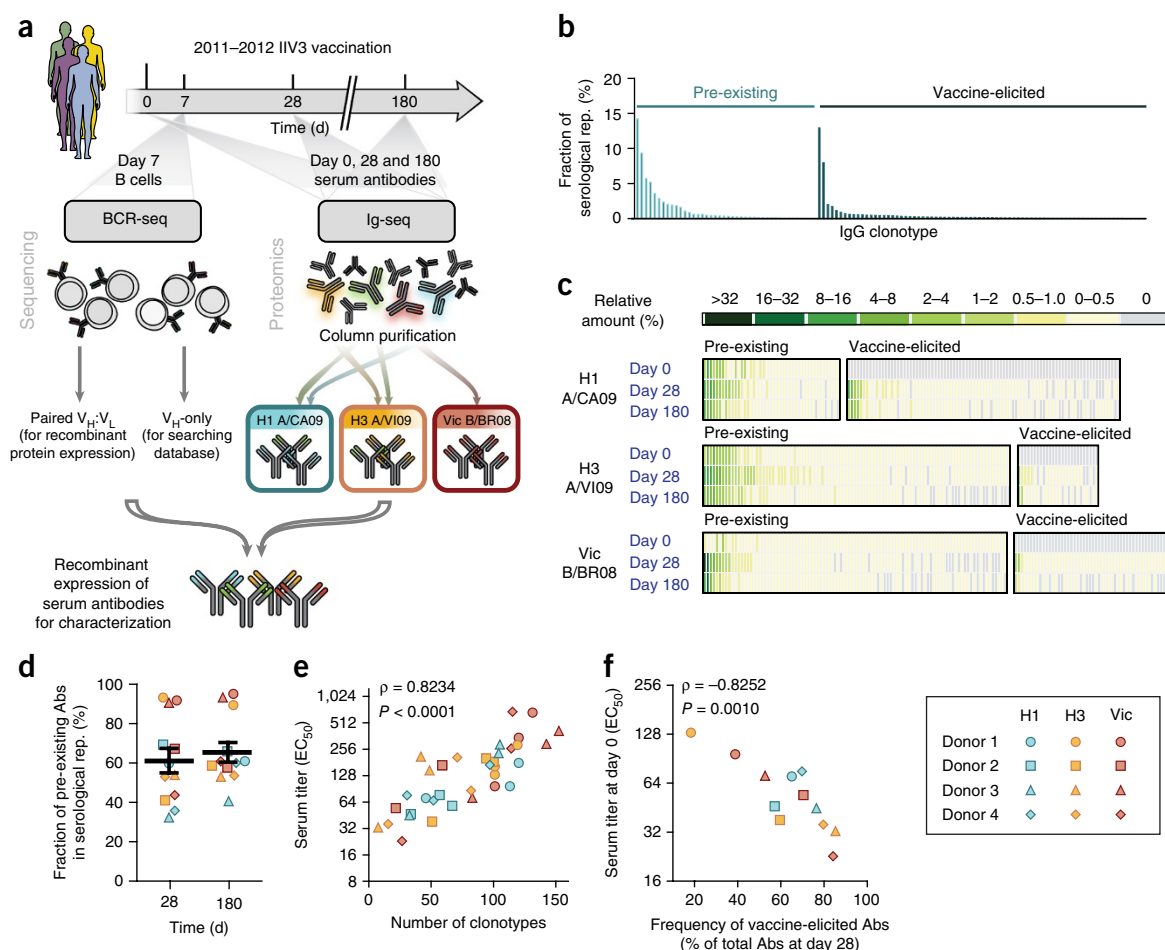 a
2011–2012 IIV3 vaccination
0
7
28
180
Time (d)
Day 7
B cells
Day 0, 28 and 180
serum antibodies
BCR-seq
Ig-seq
Sequencing
Proteomics
Column purification
Paired VH:VL
(for recombinant
protein expression)
VH-only
(for searching
database)
H1 A/CA09
H3 A/VI09
Vic B/BR08
Recombinant
expression of
serum antibodies
for characterization
b
Fraction of
serological rep. (%)
20
15
10
5
0
Pre-existing
Vaccine-elicited
IgG clonotype
c
Relative
amount (%)
>32
16–32
8–16
4–8
2–4
1–2
0.5–1.0
0–0.5
0
Pre-existing
Vaccine-elicited
H1
A/CA09
Day 0
Day 28
Day 180
Pre-existing
Vaccine-elicited
H3
A/VI09
Day 0
Day 28
Day 180
Pre-existing
Vaccine-elicited
Vic
B/BR08
Day 0
Day 28
Day 180
d
Fraction of pre-existing Abs
in serological rep. (%)
100
80
60
40
20
0
28
180
Time (d)
e
Serum titer (EC50)
1,024
512
256
128
64
32
16
8
ρ = 0.8234
P < 0.0001
0
50
100
150
Number of clonotypes
f
Serum titer at day 0 (EC50)
256
128
64
32
16
ρ = –0.8252
P = 0.0010
20
40
60
80
100
Frequency of vaccine-elicited Abs
(% of total Abs at day 28)
H1
H3
Vic
Donor 1
Donor 2
Donor 3
Donor 4